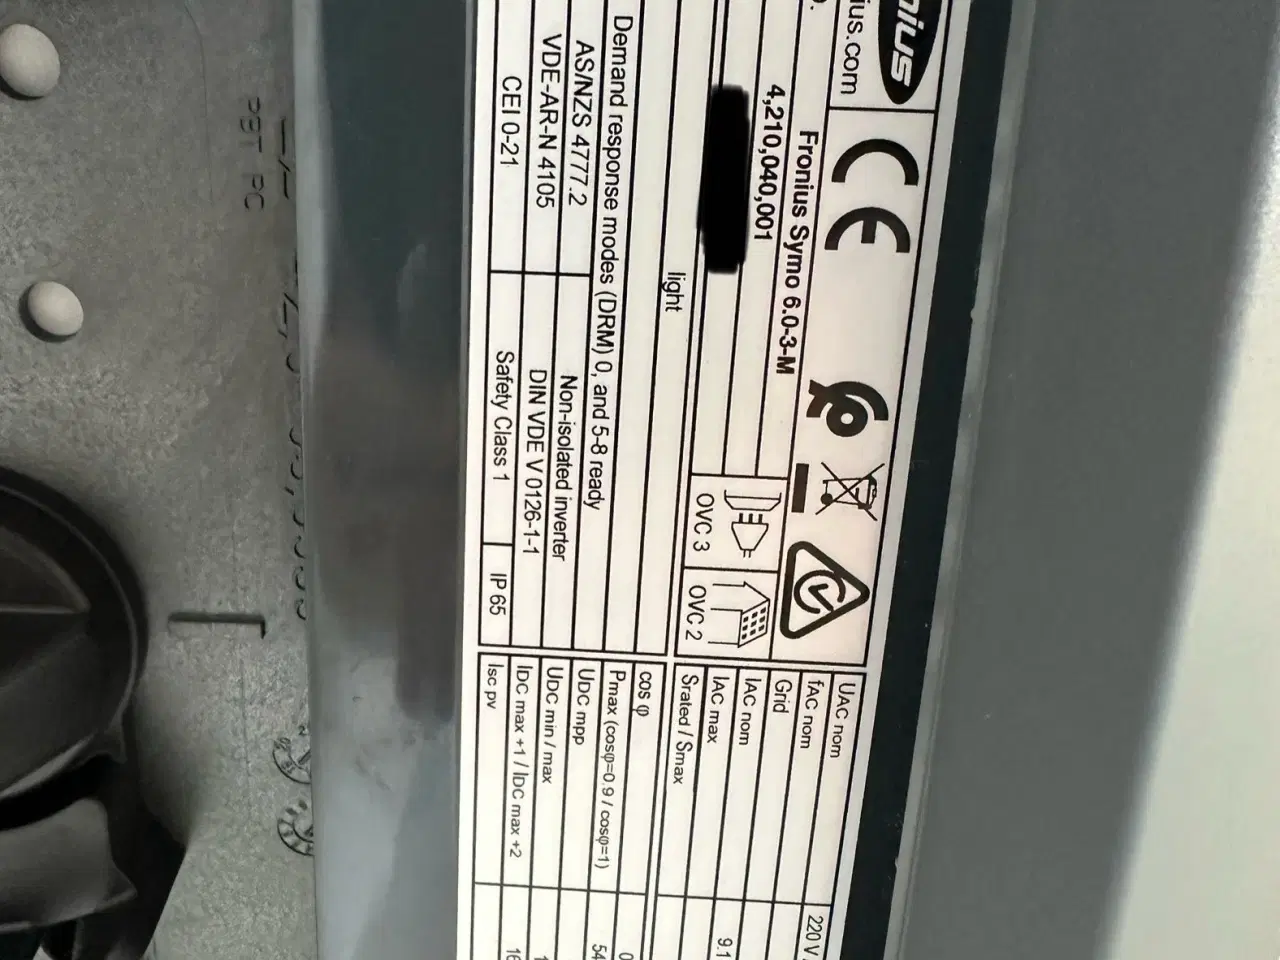 ius.com
Fronius Symo 6.0-3-M
4,210,040,001
OVC 3
OVC 2
light
Demand response modes (DRM) 0, and 5-8 ready
AS/NZS 4777.2
Non-isolated inverter
VDE-AR-N 4105
DIN VDE V 0126-1-1
CEI 0-21
Safety Class 1
IP 65
UAC nom
220 V
fAC nom
Grid
IAC nom
IAC max
9.1
Srated / Smax
cos φ
Pmax (cosφ=0.9 / cosφ=1)
UDC mpp
UDC min / max
IDC max +1 / IDC max +2
Isc pv
PBT PC